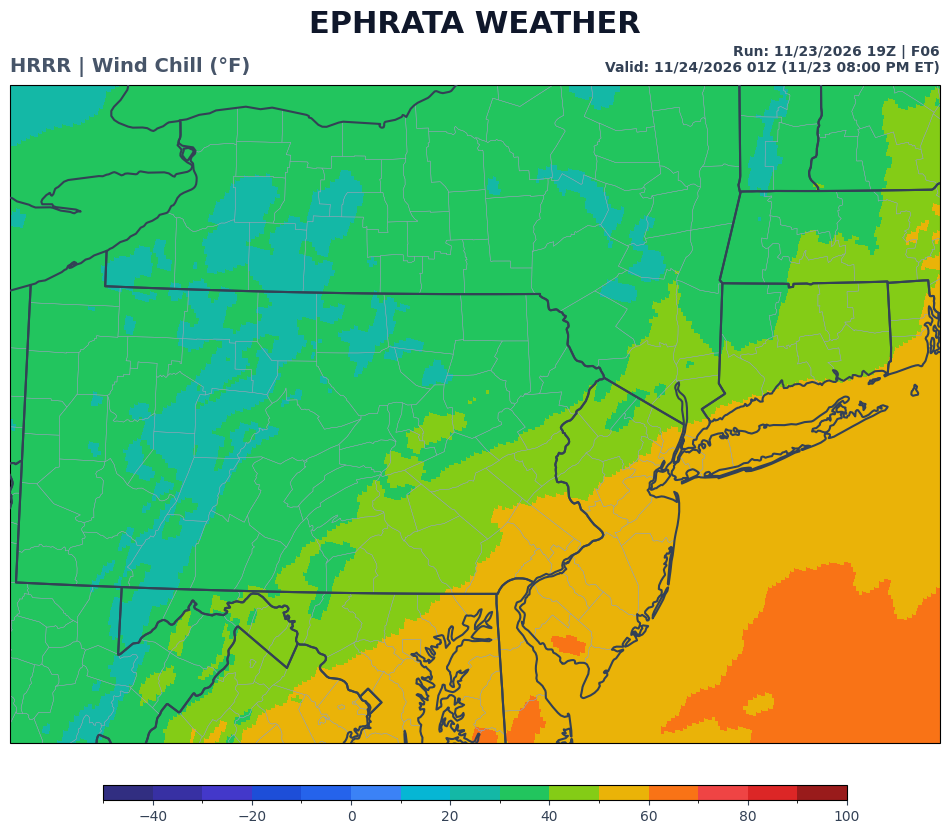 EPHRATA WEATHER
HRRR | Wind Chill (°F)
Run: 11/23/2026 19Z | F06
Valid: 11/24/2026 01Z (11/23 08:00 PM ET)
−40 −20 0 20 40 60 80 100